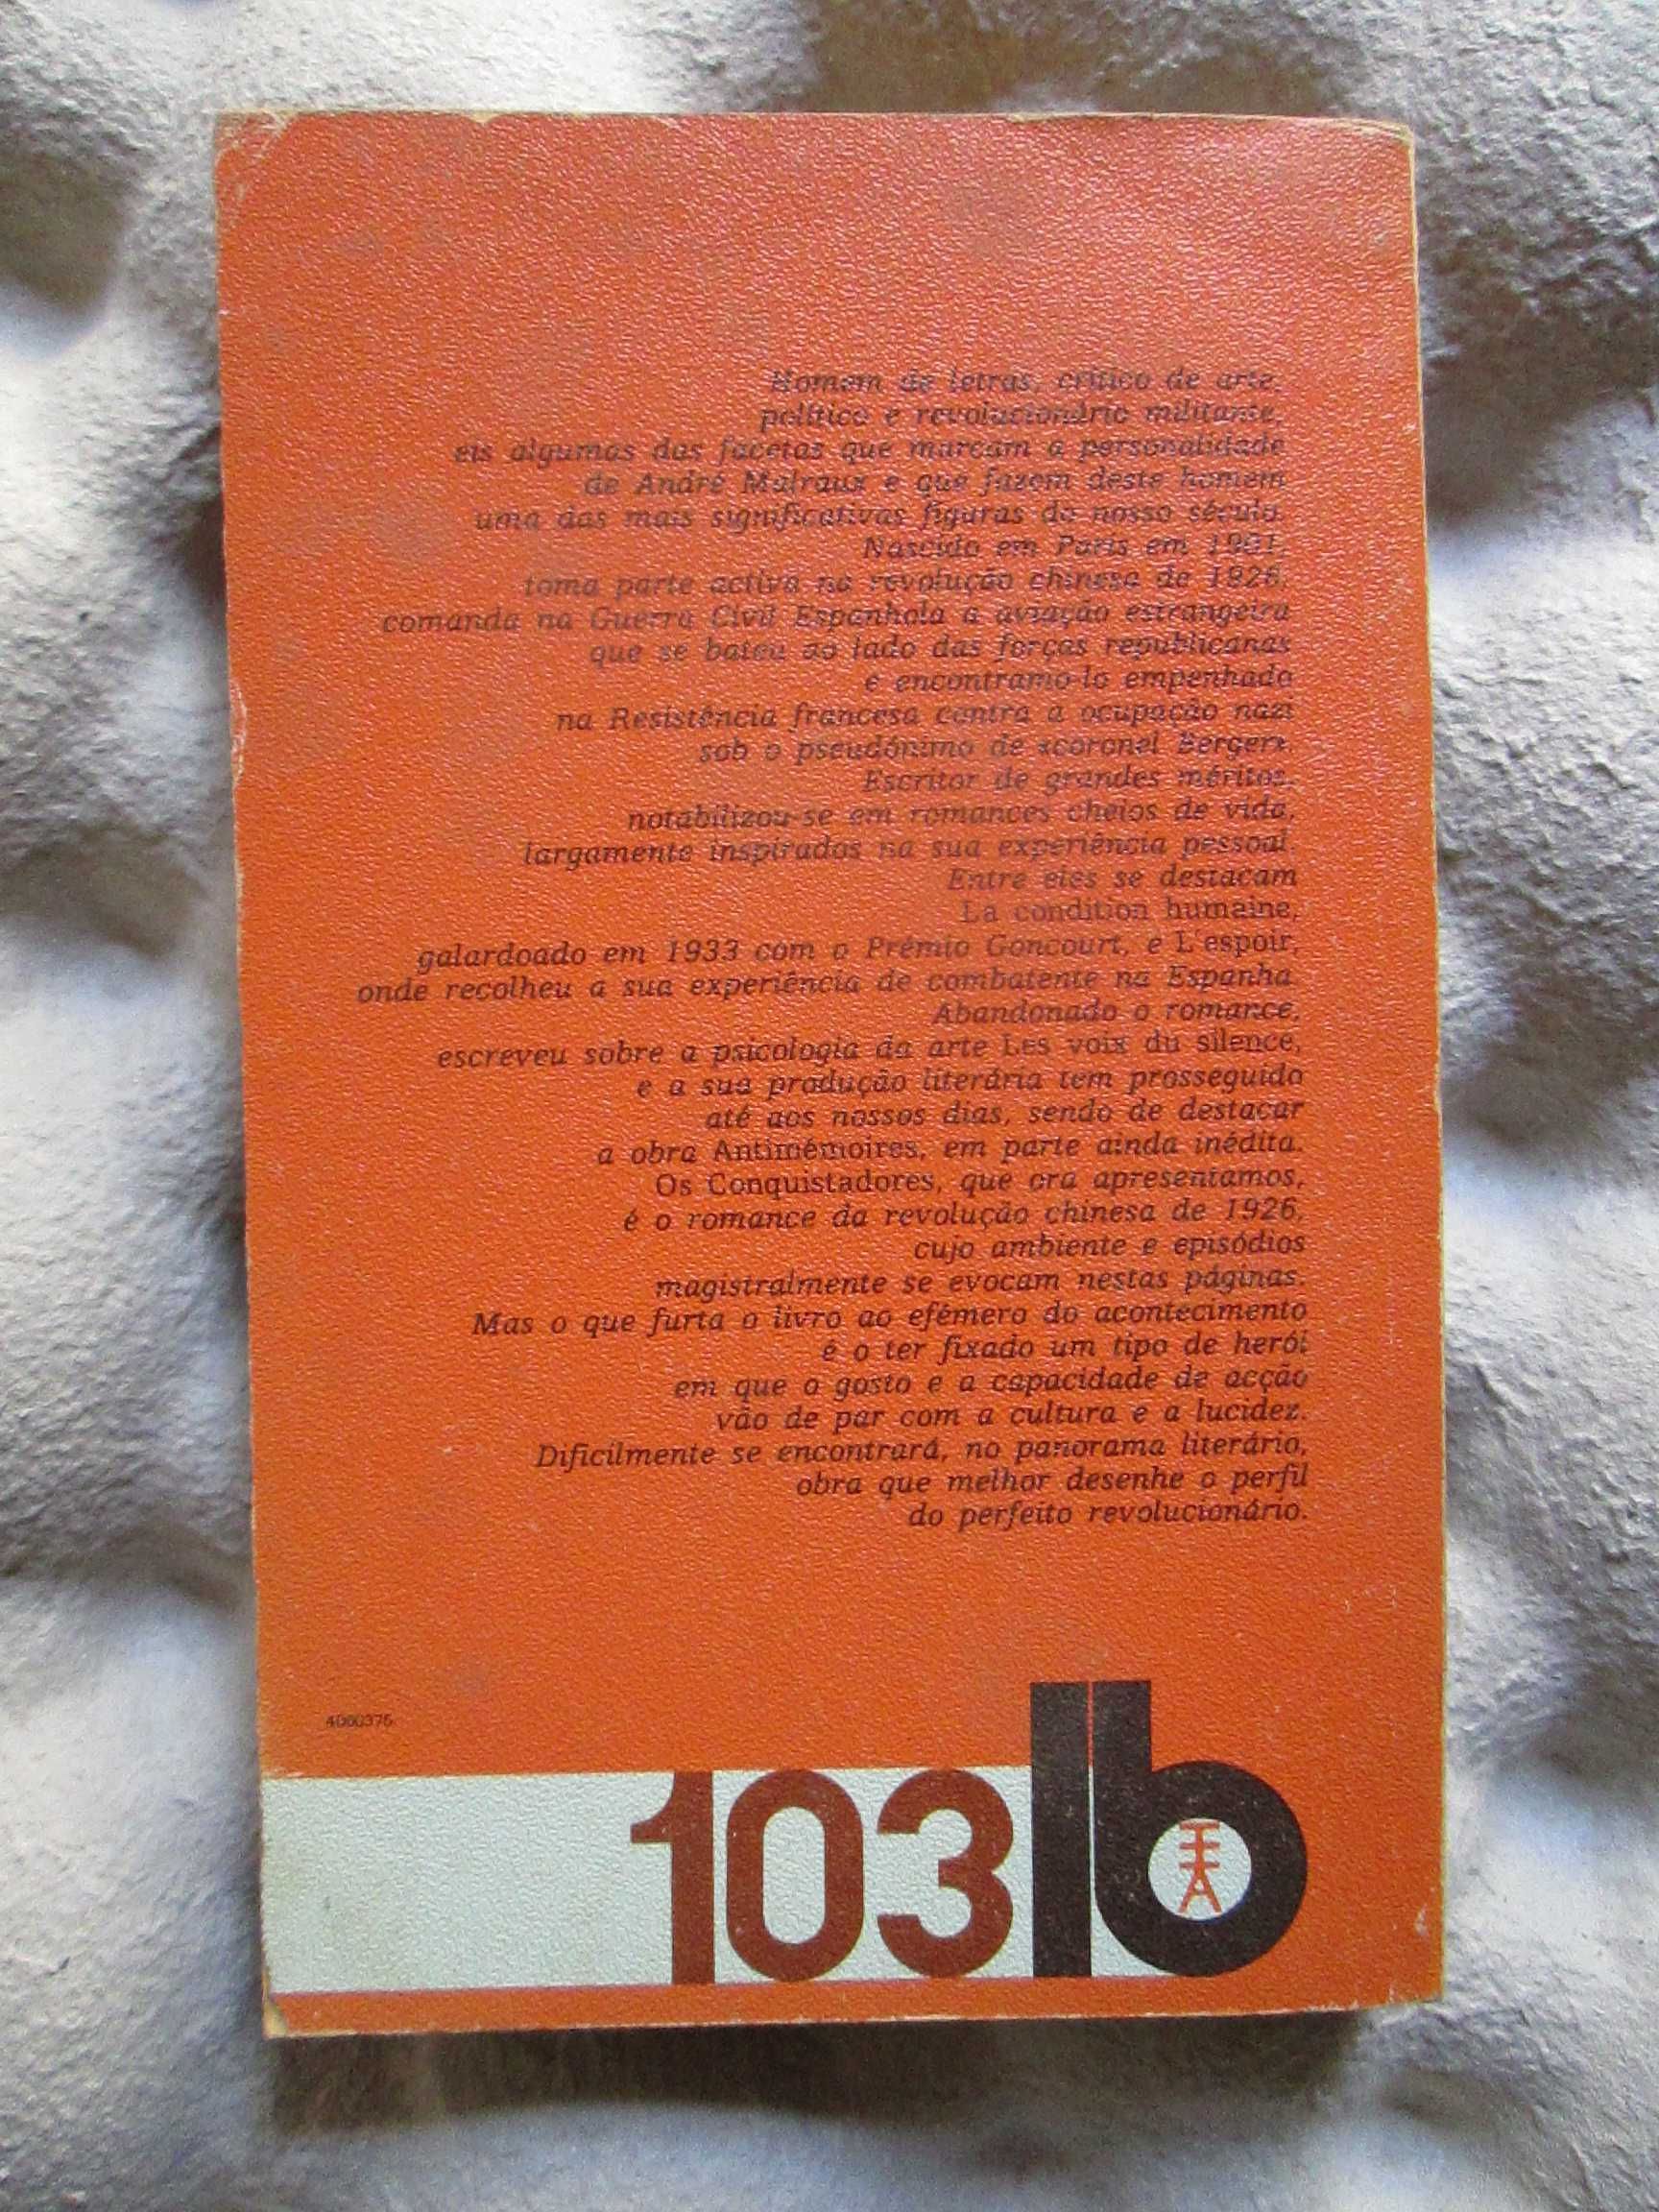 Homem de letras, crítico de arte,
político e revolucionário militante,
eis algumas das facetas que marcam a personalidade
de André Malraux e que fazem deste homem
uma das mais significativas figuras do nosso século.
Nascido em Paris em 1901,
toma parte activa na revolução chinesa de 1926,
comanda na Guerra Civil Espanhola a aviação estrangeira
que se bateu ao lado das forças republicanas
e encontramo-lo empenhado
na Resistência francesa contra a ocupação nazi
sob o pseudónimo de «coronel Berger».
Escritor de grandes méritos,
notabilizou-se em romances cheios de vida,
largamente inspirados na sua experiência pessoal.
Entre eles se destacam
La condition humaine,
galardoado em 1933 com o Prémio Goncourt, e L'espoir,
onde recolheu a sua experiência de combatente na Espanha.
Abandonado o romance,
escreveu sobre a psicologia da arte Les voix du silence,
e a sua produção literária tem prosseguido
até aos nossos dias, sendo de destacar
a obra Antimémoires, em parte ainda inédita.
Os Conquistadores, que ora apresentamos,
é o romance da revolução chinesa de 1926,
cujo ambiente e episódios
magistralmente se evocam nestas páginas.
Mas o que furta o livro ao efémero do acontecimento
é o ter fixado um tipo de herói
em que o gosto e a capacidade de acção
vão de par com a cultura e a lucidez.
Dificilmente se encontrará, no panorama literário,
obra que melhor desenhe o perfil
do perfeito revolucionário.
4060376
103 lb